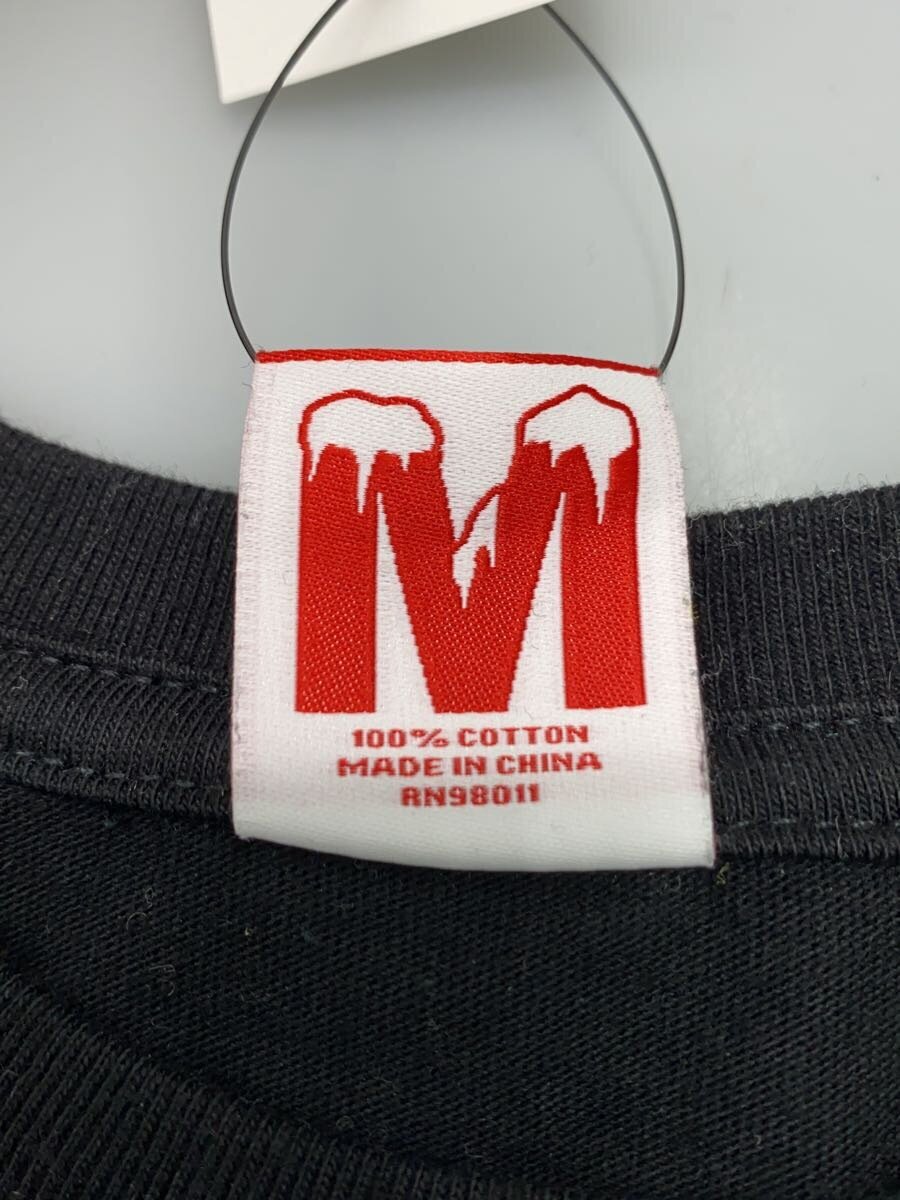 M
100% COTTON
MADE IN CHINA
RN98011